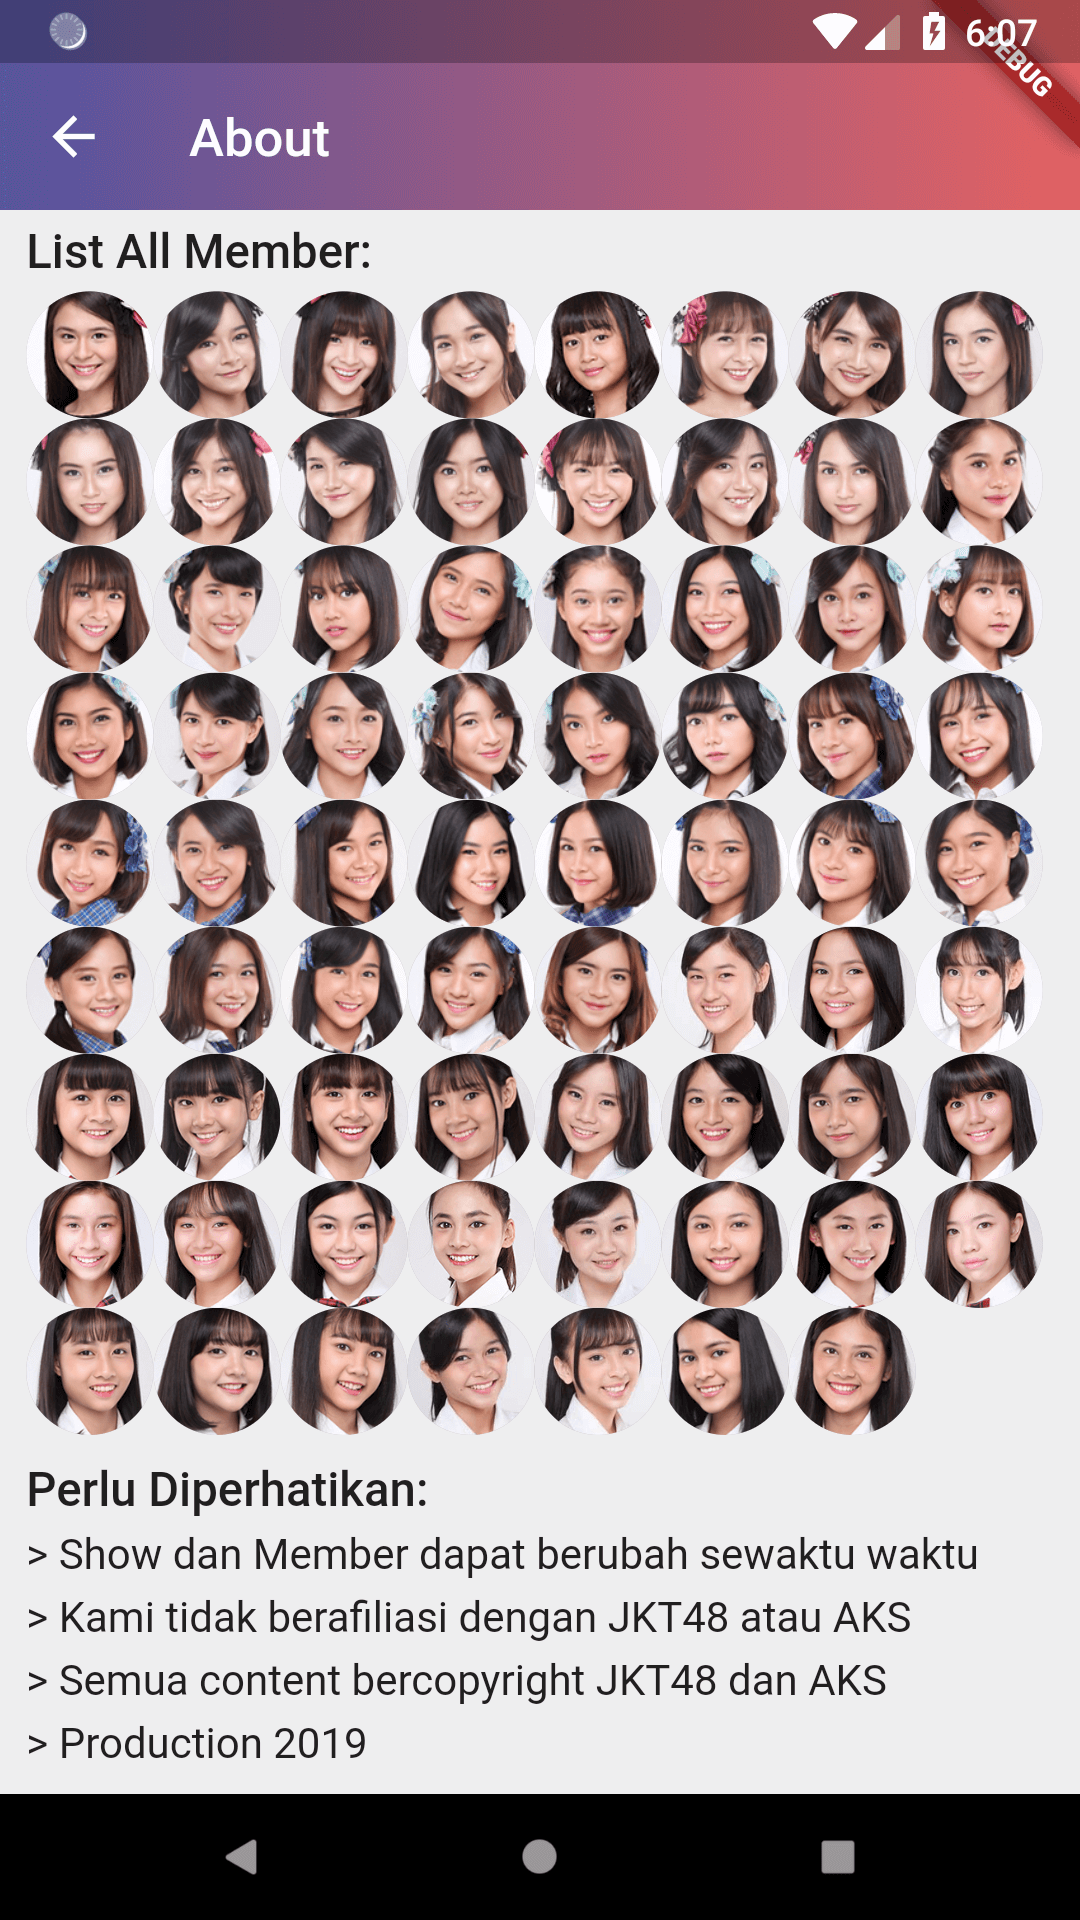 6:07
DEBUG
About
List All Member:
Perlu Diperhatikan:
> Show dan Member dapat berubah sewaktu waktu
> Kami tidak berafiliasi dengan JKT48 atau AKS
> Semua content bercopyright JKT48 dan AKS
> Production 2019